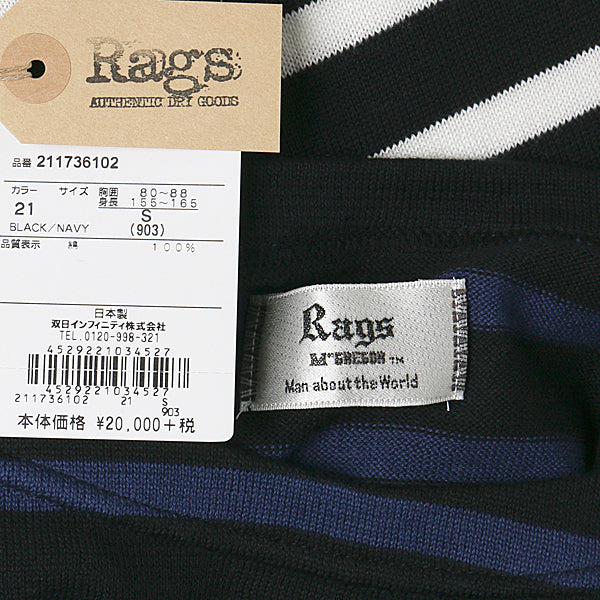 Rags
AUTHENTIC DRY GOODS
品番 211736102
カラー サイズ 胸囲 80~88
身長 155~165
21 S
BLACK/NAVY (903)
品質表示 綿 100%
日本製
双日インフィニティ株式会社
TEL.0120-998-321
4529221034527
4529221034527
211736102 21 S
903
本体価格 ¥20,000+税
Rags
McGREGOR TM
Man about the World